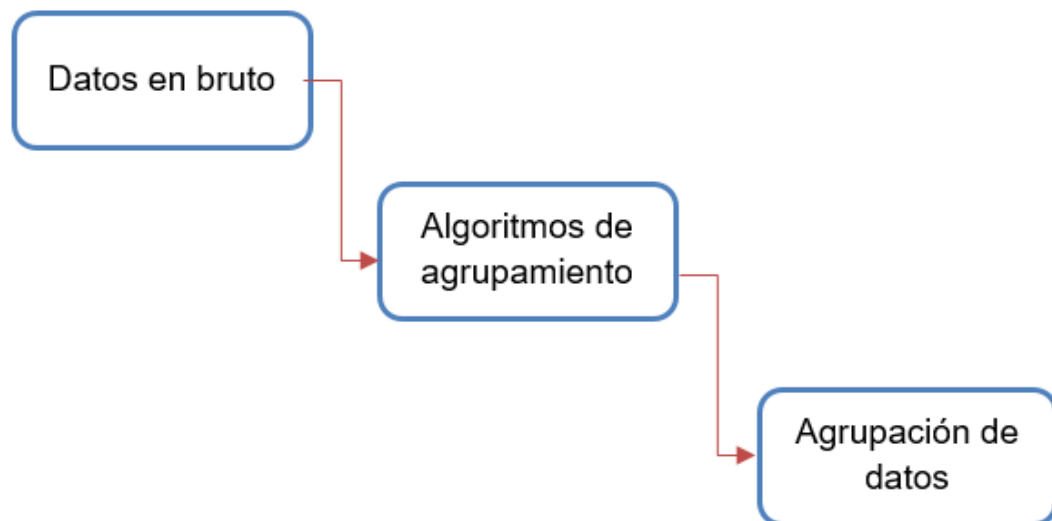 Datos en bruto
Algoritmos de
agrupamiento
Agrupación de
datos